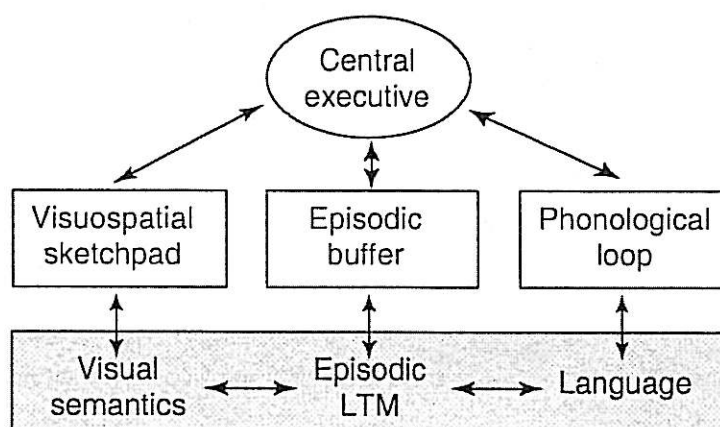 Central
executive
Visuospatial
sketchpad
Episodic
buffer
Phonological
loop
Visual
semantics
Episodic
LTM
Language